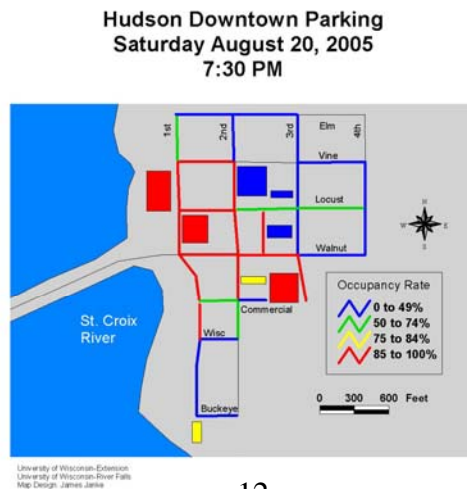 Hudson Downtown Parking
Saturday August 20, 2005
7:30 PM
1st
2nd
3rd
Elm
4th
Vine
Locust
Walnut
N
W
E
S
Occupancy Rate
0 to 49%
50 to 74%
75 to 84%
85 to 100%
Commercial
St. Croix
River
Wisc
Buckeye
0 300 600 Feet
University of Wisconsin-Extension
University of Wisconsin-River Falls
Map Design: James Janke
12